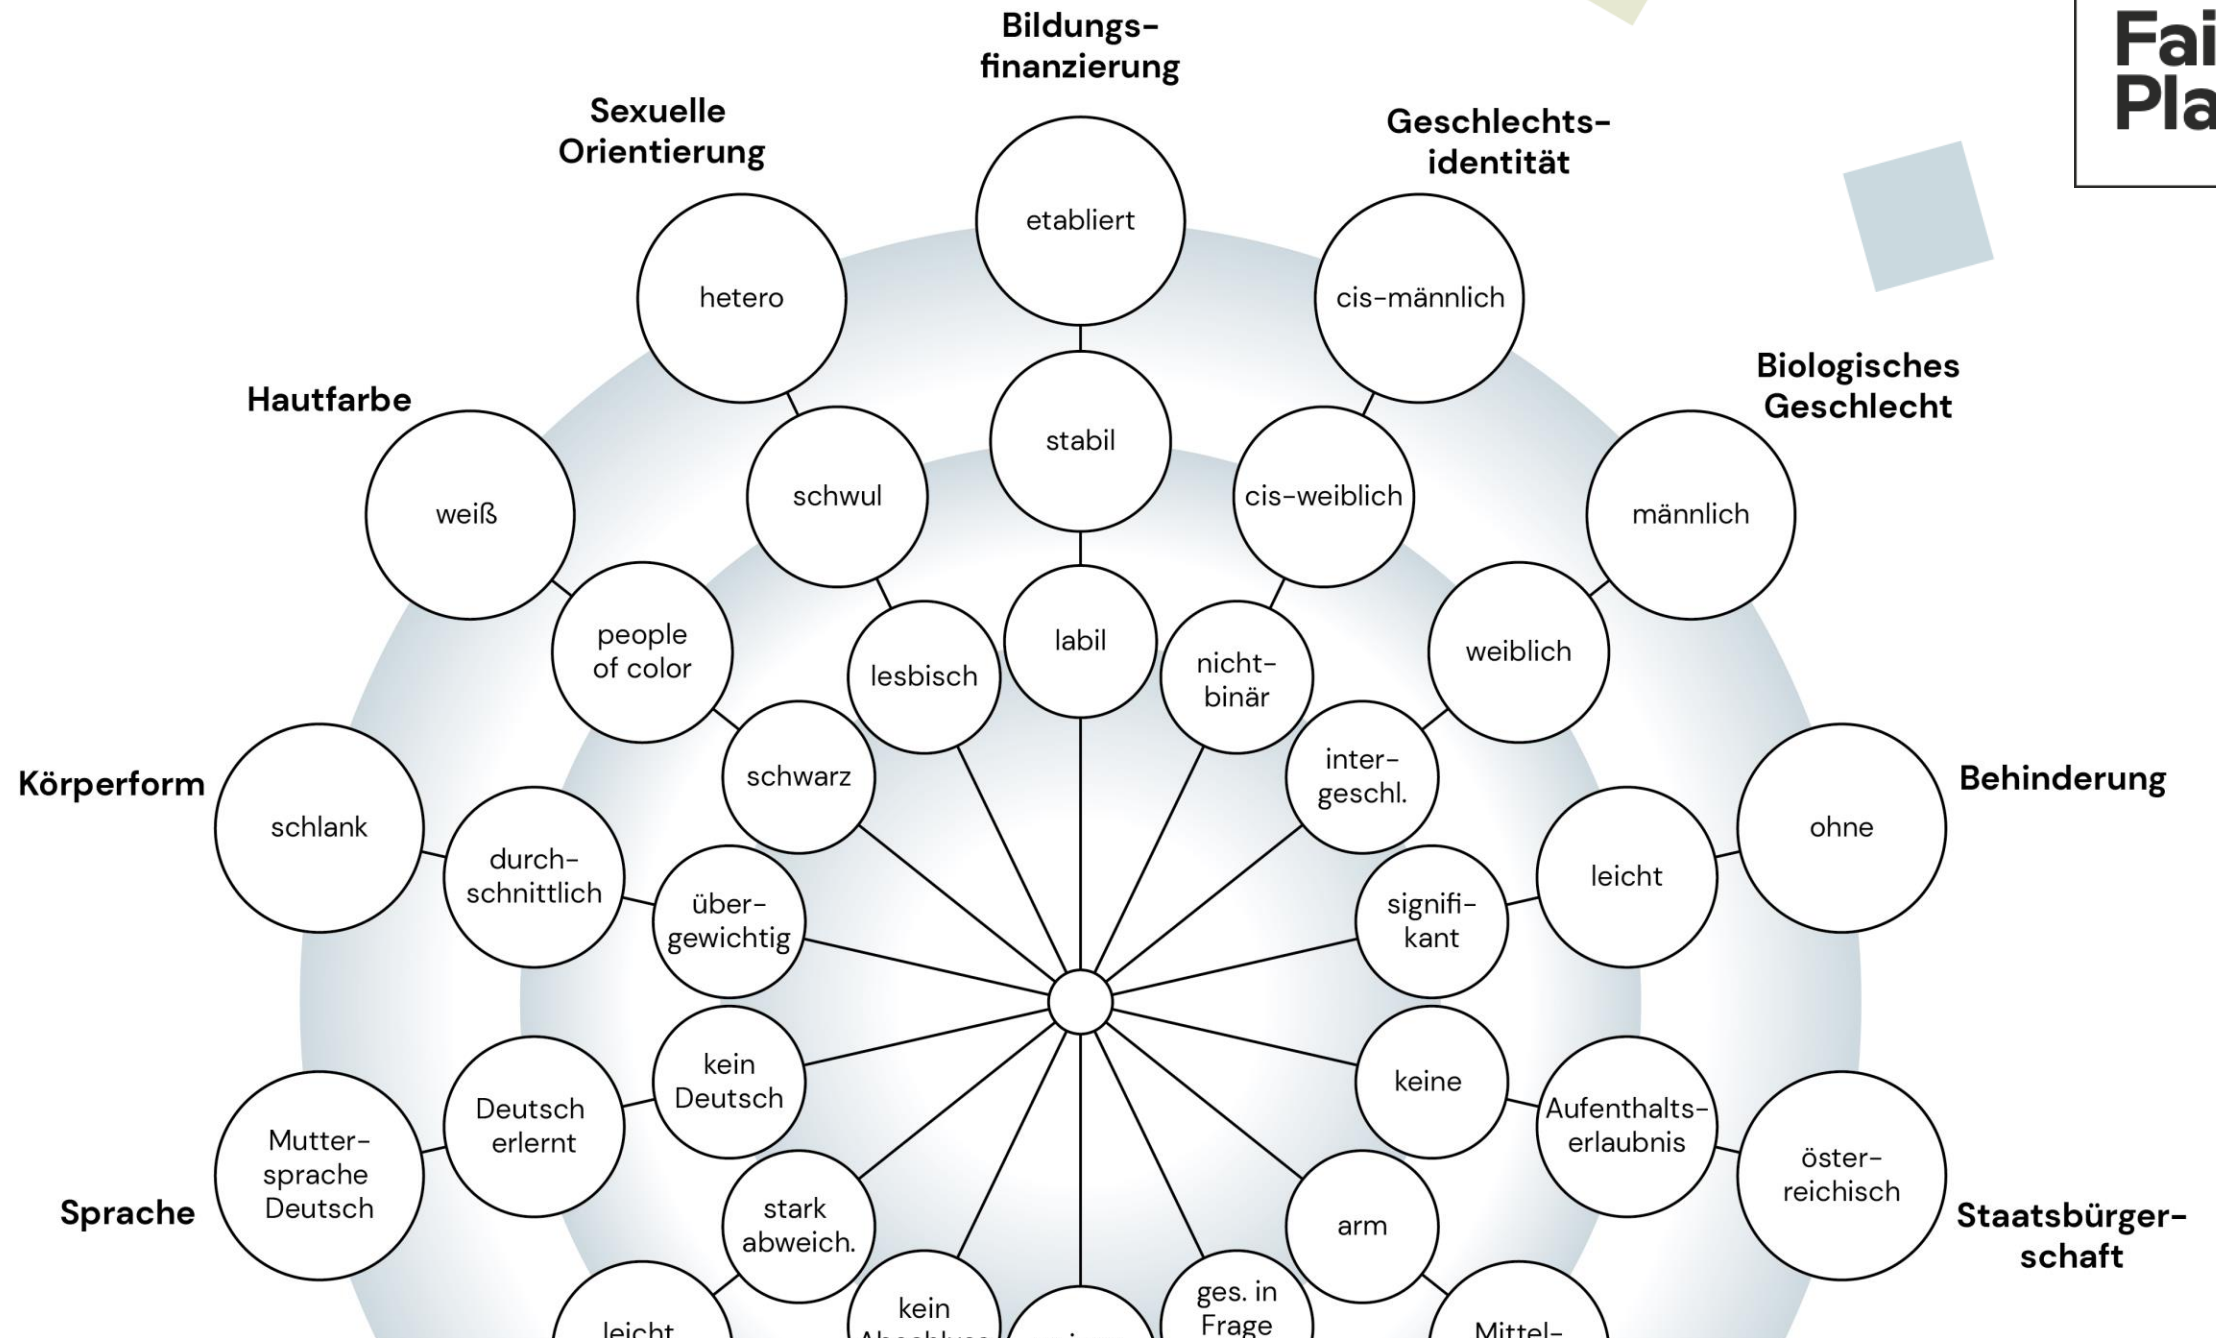 Bildungs-
finanzierung
Fai
Pla
Sexuelle
Orientierung
Geschlechts-
identität
etabliert
hetero
cis-männlich
Biologisches
Geschlecht
Hautfarbe
stabil
schwul
cis-weiblich
weiß
männlich
people
of color
labil
weiblich
lesbisch
nicht-
binär
schwarz
inter-
geschl.
Körperform
schlank
durch-
schnittlich
über-
gewichtig
signifi-
kant
leicht
ohne
Behinderung
kein
Deutsch
keine
Deutsch
erlernt
Aufenthalts-
erlaubnis
Mutter-
sprache
Deutsch
öster-
reichisch
Sprache
Staatsbürger-
schaft
stark
abweich.
arm
kein
ges. in
Frage
leicht
Mittel-